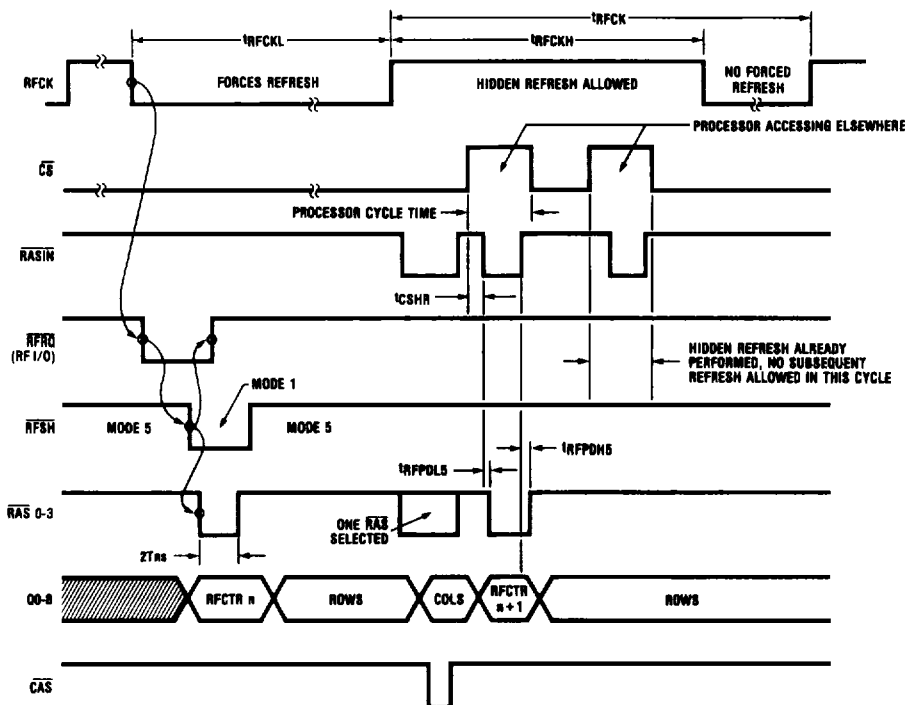 tRFCK
tRFCKL
tRFCKH
RFCK
FORCES REFRESH
HIDDEN REFRESH ALLOWED
NO FORCED
REFRESH
PROCESSOR ACCESSING ELSEWHERE
CS
PROCESSOR CYCLE TIME
RASIN
tCSHR
RFRQ
(RF I/O)
HIDDEN REFRESH ALREADY
PERFORMED, NO SUBSEQUENT
REFRESH ALLOWED IN THIS CYCLE
MODE 1
RFSH
MODE 5
MODE 5
tRFPDL5
tRFPDH5
RAS 0-3
ONE RAS
SELECTED
2Tns
Q0-8
RFCTR n
ROWS
COLS
RFCTR
n + 1
ROWS
CAS